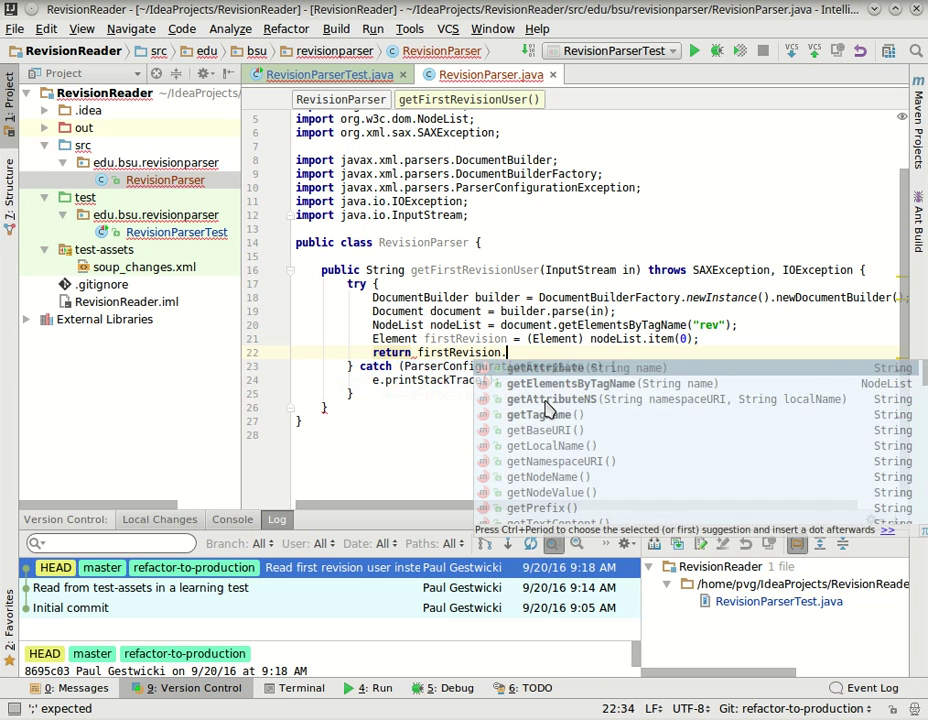 RevisionReader - [~/IdeaProjects/RevisionReader] - [RevisionReader] - ~/IdeaProjects/RevisionReader/src/edu/bsu/revisionparser/RevisionParser.java - Intelli...
File Edit View Navigate Code Analyze Refactor Build Run Tools VCS Window Help
RevisionReader src edu bsu revisionparser RevisionParser RevisionParserTest VCS VCS
Project RevisionParserTest.java RevisionParser.java
RevisionReader ~/IdeaProjects/
.idea
out
src
edu.bsu.revisionparser
RevisionParser
test
edu.bsu.revisionparser
RevisionParserTest
test-assets
soup_changes.xml
.gitignore
RevisionReader.iml
External Libraries
1: Project
7: Structure
2: Favorites
Maven Projects
Ant Build
RevisionParser getFirstRevisionUser()
5 import org.w3c.dom.NodeList;
6 import org.xml.sax.SAXException;
7
8 import javax.xml.parsers.DocumentBuilder;
9 import javax.xml.parsers.DocumentBuilderFactory;
10 import javax.xml.parsers.ParserConfigurationException;
11 import java.io.IOException;
12 import java.io.InputStream;
13
14 public class RevisionParser {
15
16 public String getFirstRevisionUser(InputStream in) throws SAXException, IOException {
17 try {
18 DocumentBuilder builder = DocumentBuilderFactory.newInstance().newDocumentBuilder();
19 Document document = builder.parse(in);
20 NodeList nodeList = document.getElementsByTagName("rev");
21 Element firstRevision = (Element) nodeList.item(0);
22 return firstRevision.
23 } catch (ParserConfigurationException e) {
24 e.printStackTrace();
25 }
26 }
27 }
28
getAttribute(String name) String
getElementsByTagName(String name) NodeList
getAttributeNS(String namespaceURI, String localName) String
getTagName() String
getBaseURI() String
getLocalName() String
getNamespaceURI() String
getNodeName() String
getNodeValue() String
getPrefix() String
getTextContent() String
Press Ctrl+Period to choose the selected (or first) suggestion and insert a dot afterwards >>
Version Control: Local Changes Console Log
Branch: All User: All Date: All Paths: All
HEAD master refactor-to-production Read first revision user inste Paul Gestwicki 9/20/16 9:18 AM
Read from test-assets in a learning test Paul Gestwicki 9/20/16 9:14 AM
Initial commit Paul Gestwicki 9/20/16 9:05 AM
HEAD master refactor-to-production
8695c03 Paul Gestwicki on 9/20/16 at 9:18 AM
RevisionReader 1 file
/home/pvg/IdeaProjects/RevisionReade
RevisionParserTest.java
0: Messages 9: Version Control Terminal 4: Run 5: Debug 6: TODO Event Log
';' expected 22:34 LF UTF-8 Git: refactor-to-production